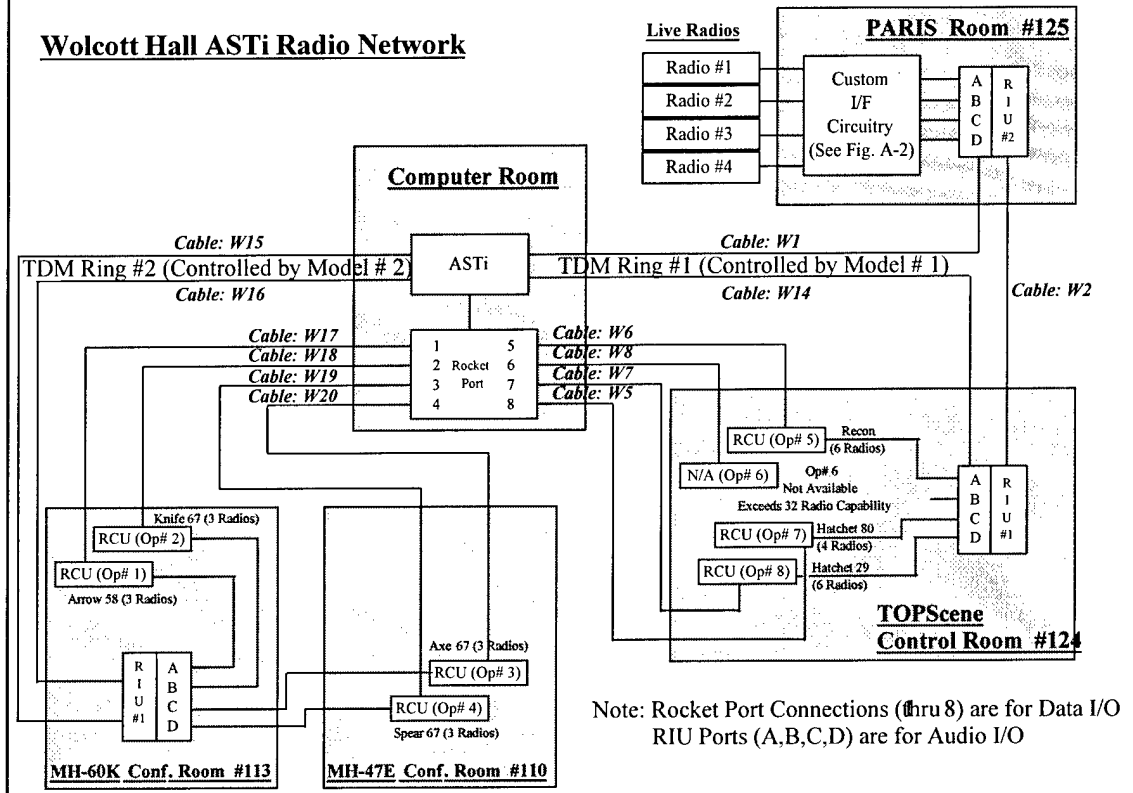 Wolcott Hall ASTi Radio Network
Live Radios
Radio #1
Radio #2
Radio #3
Radio #4
PARIS Room #125
Custom
I/F
Circuitry
(See Fig. A-2)
A
B
C
D
R
I
U
#2
Computer Room
ASTi
Cable: W15
TDM Ring #2 (Controlled by Model # 2)
Cable: W16
Cable: W1
TDM Ring #1 (Controlled by Model # 1)
Cable: W14
Cable: W2
Cable: W17
Cable: W18
Cable: W19
Cable: W20
1 5
2 Rocket 6
3 Port 7
4 8
Cable: W6
Cable: W8
Cable: W7
Cable: W5
RCU (Op# 5)
Recon
(6 Radios)
N/A (Op# 6)
Op# 6
Not Available
Exceeds 32 Radio Capability
RCU (Op# 7)
Hatchet 80
(4 Radios)
RCU (Op# 8)
Hatchet 29
(6 Radios)
A
B
C
D
R
I
U
#1
TOPScene
Control Room #124
Knife 67 (3 Radios)
RCU (Op# 2)
RCU (Op# 1)
Arrow 58 (3 Radios)
R
I
U
#1
A
B
C
D
MH-60K Conf. Room #113
Axe 67 (3 Radios)
RCU (Op# 3)
RCU (Op# 4)
Spear 67 (3 Radios)
MH-47E Conf. Room #110
Note: Rocket Port Connections (thru 8) are for Data I/O
RIU Ports (A,B,C,D) are for Audio I/O